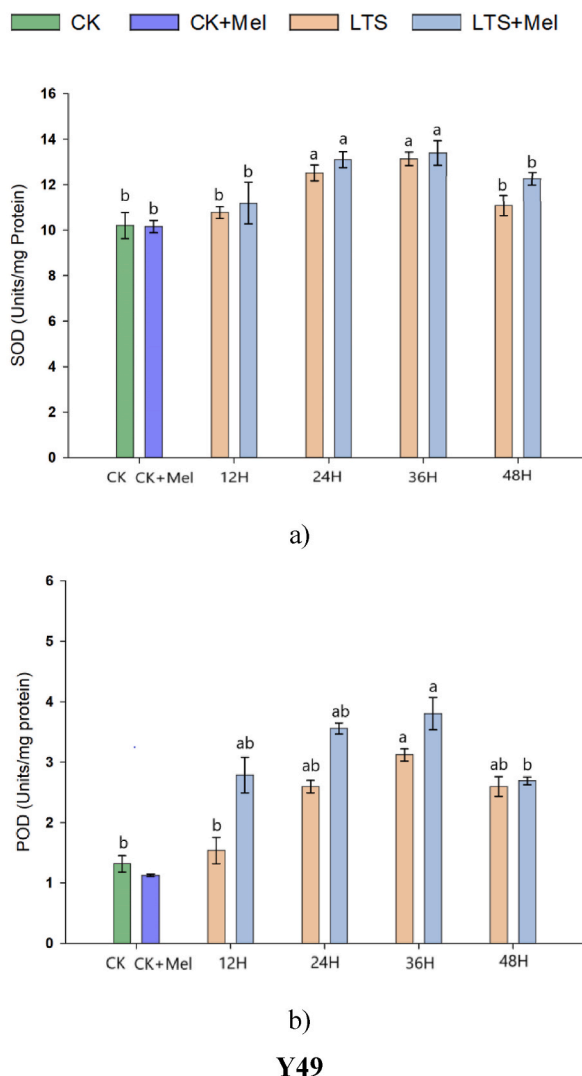 CK CK+Mel LTS LTS+Mel
16
a a
a a
14
b
b b
12
b b b
10
8
6
4
2
0
SOD (Units/mg Protein)
CK CK+Mel 12H 24H 36H 48H
a)
6
5
a
4
ab
ab a
3
ab ab b
2
b b
1
0
POD (Units/mg protein)
CK CK+Mel 12H 24H 36H 48H
b)
Y49